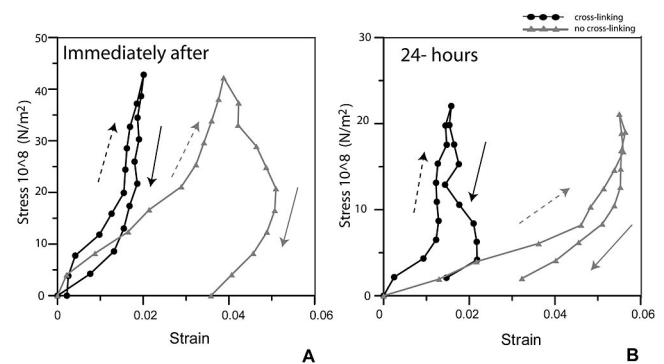 cross-linking
no cross-linking
Immediately after
50
40
30
20
10
0
Stress 10^8 (N/m²)
0
0.02
0.04
0.06
Strain
A
24- hours
30
20
10
0
Stress 10^8 (N/m²)
0
0.02
0.04
0.06
Strain
B